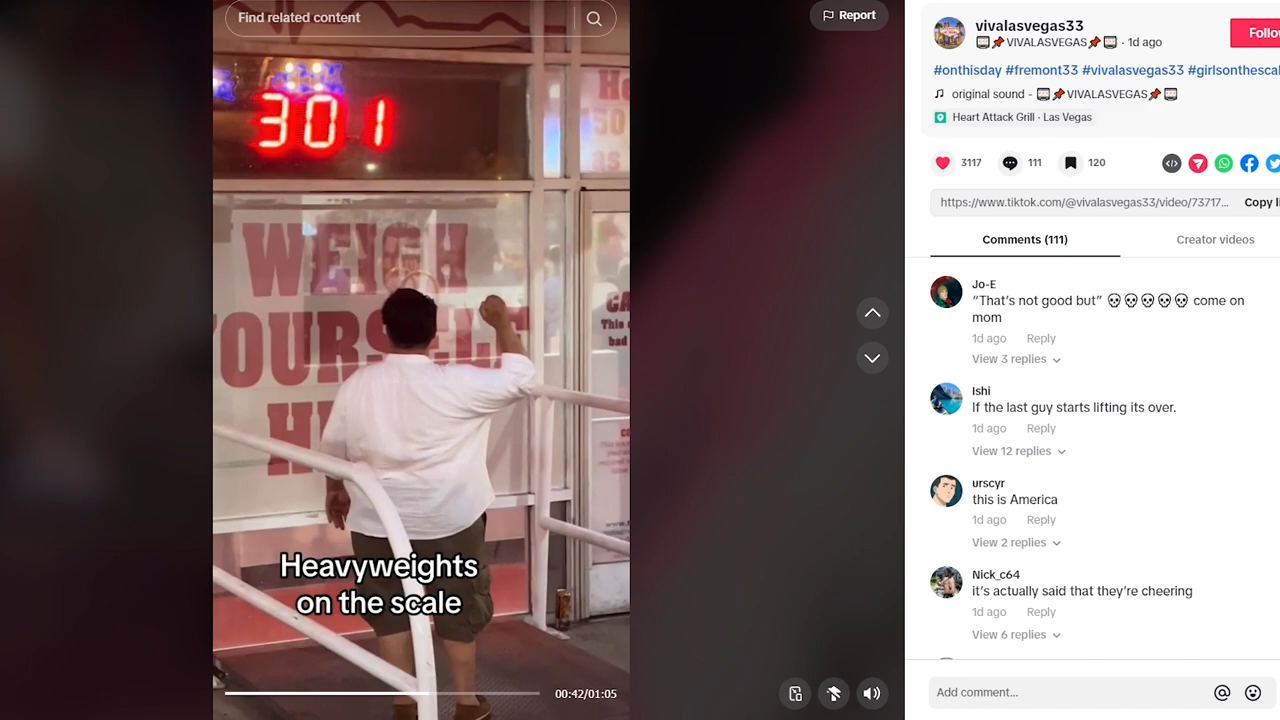 Find related content
Report
301
WEIGH
YOURSELF
HE
Heavyweights
on the scale
00:42/01:05
vivalasvegas33
VIVALASVEGAS · 1d ago
Follo
#onthisday #fremont33 #vivalasvegas33 #girlsonthescal
original sound - VIVALASVEGAS
Heart Attack Grill · Las Vegas
3117
111
120
https://www.tiktok.com/@vivalasvegas33/video/73717...
Copy li
Comments (111)
Creator videos
Jo-E
“That’s not good but” 💀💀💀💀💀 come on
mom
1d ago Reply
View 3 replies
Ishi
If the last guy starts lifting its over.
1d ago Reply
View 12 replies
urscyr
this is America
1d ago Reply
View 2 replies
Nick_c64
it’s actually said that they’re cheering
1d ago Reply
View 6 replies
Add comment...